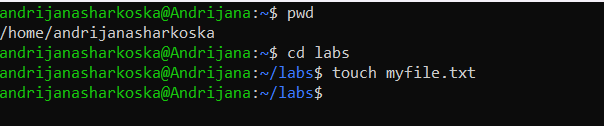 andrijanasharkoska@Andrijana:~$ pwd
/home/andrijanasharkoska
andrijanasharkoska@Andrijana:~$ cd labs
andrijanasharkoska@Andrijana:~/labs$ touch myfile.txt
andrijanasharkoska@Andrijana:~/labs$